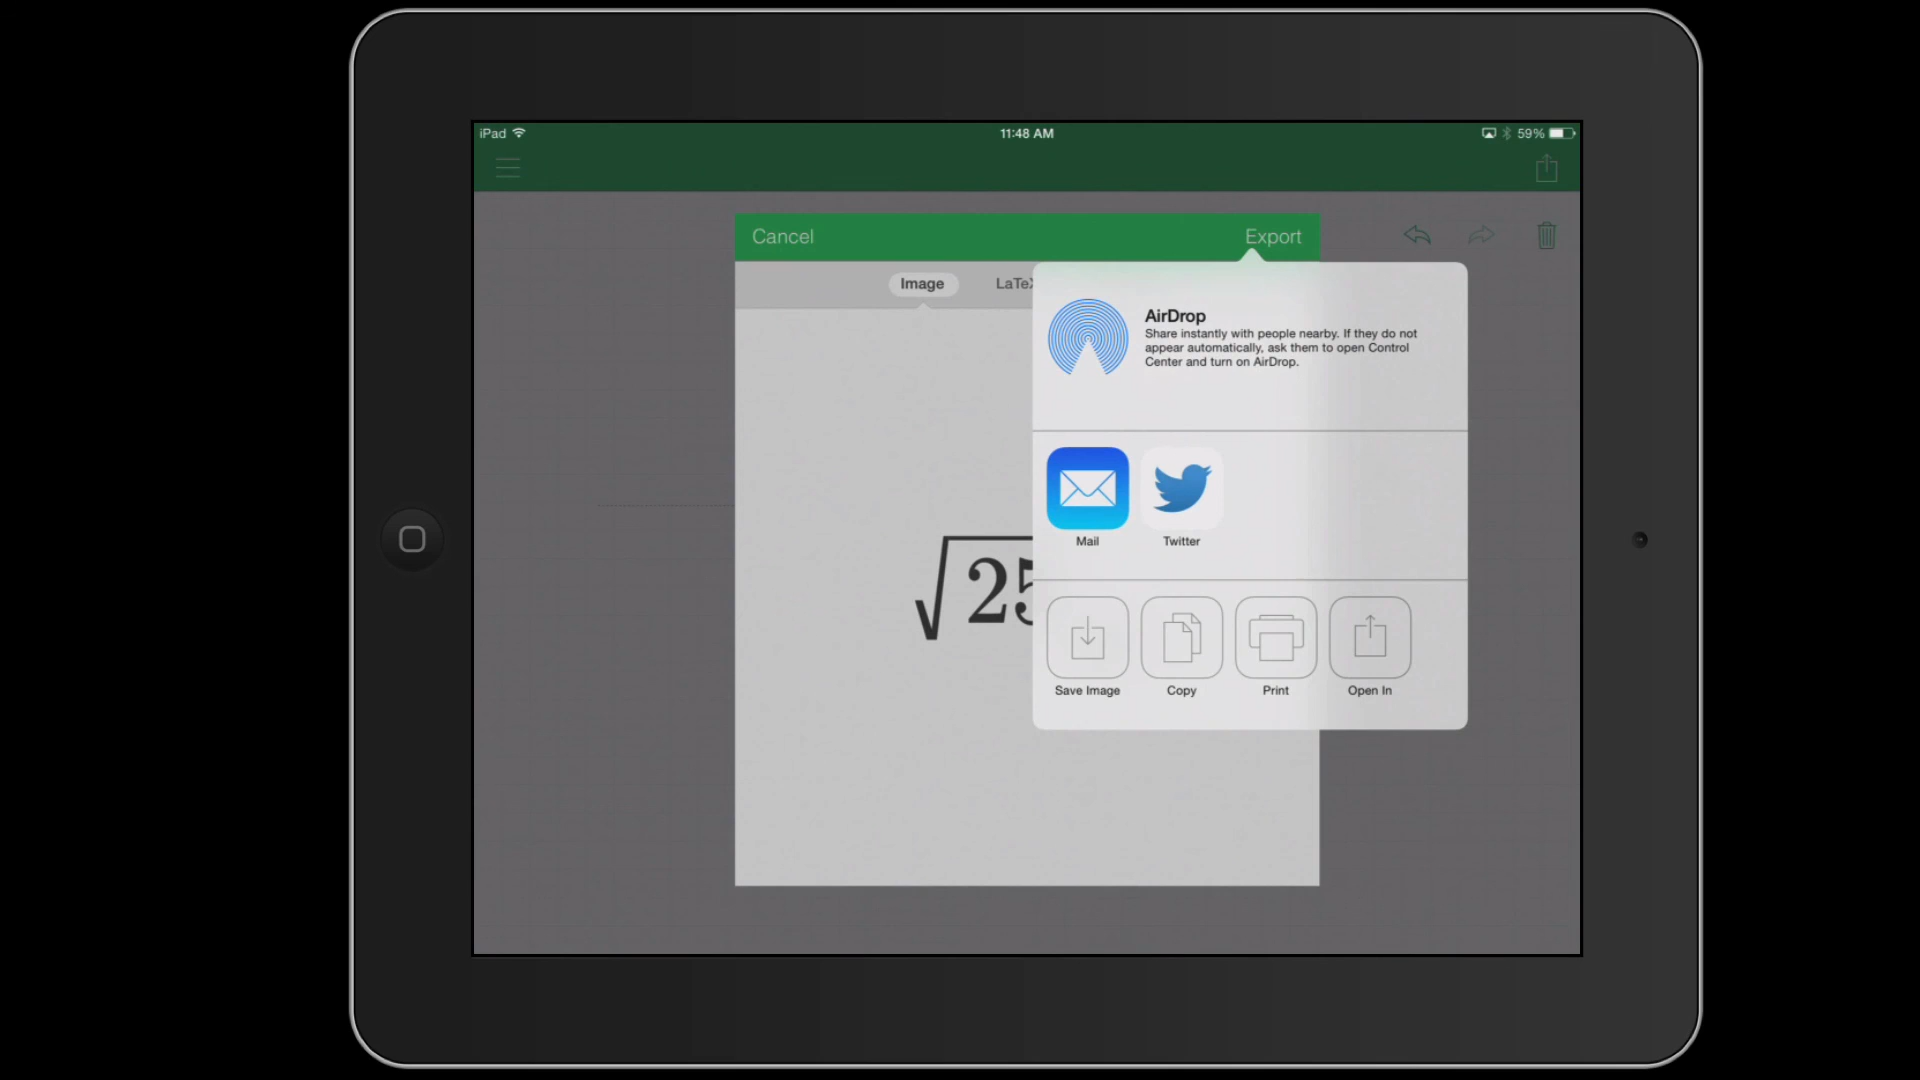 iPad
11:48 AM
59%
Cancel
Export
Image
LaTeX
AirDrop
Share instantly with people nearby. If they do not
appear automatically, ask them to open Control
Center and turn on AirDrop.
Mail
Twitter
√25
Save Image
Copy
Print
Open In